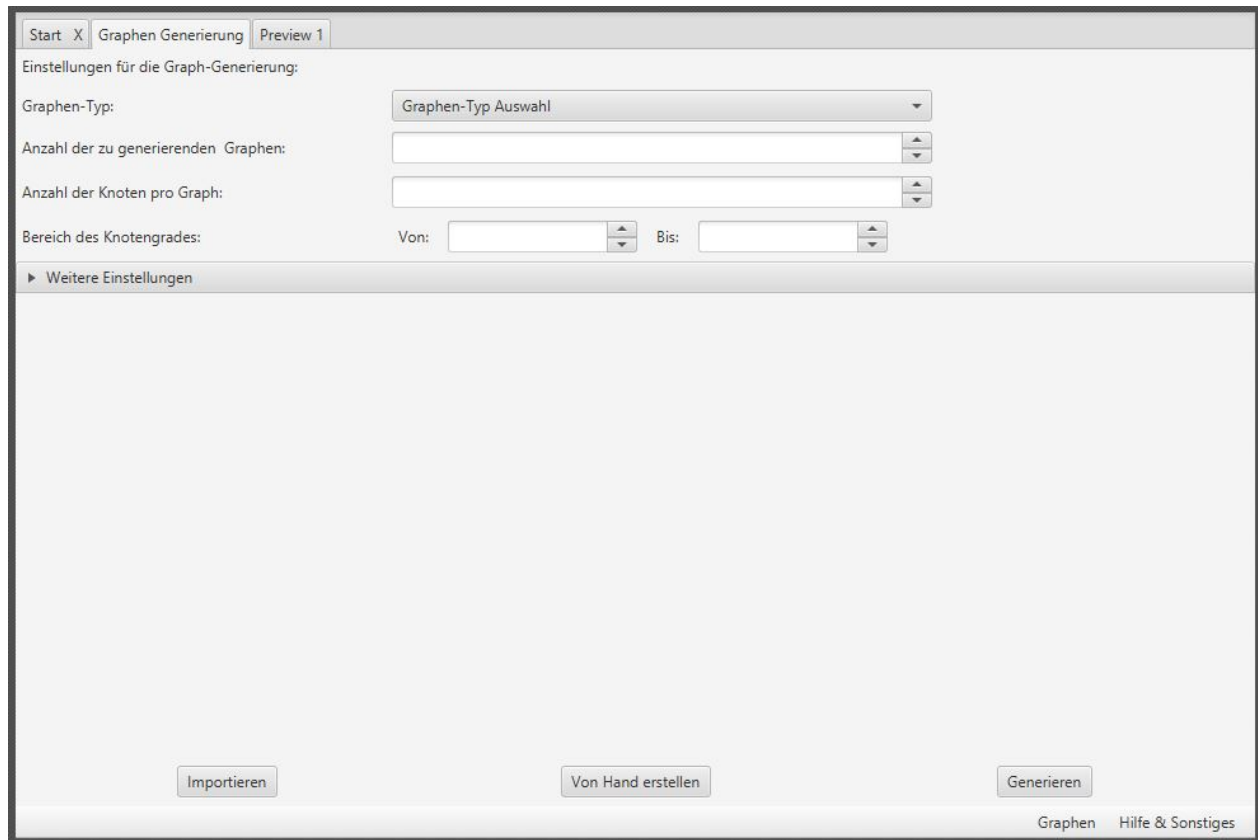 Start X Graphen Generierung Preview 1
Einstellungen für die Graph-Generierung:
Graphen-Typ: Graphen-Typ Auswahl
Anzahl der zu generierenden Graphen:
Anzahl der Knoten pro Graph:
Bereich des Knotengrades: Von: Bis:
Weitere Einstellungen
Importieren Von Hand erstellen Generieren
Graphen Hilfe & Sonstiges